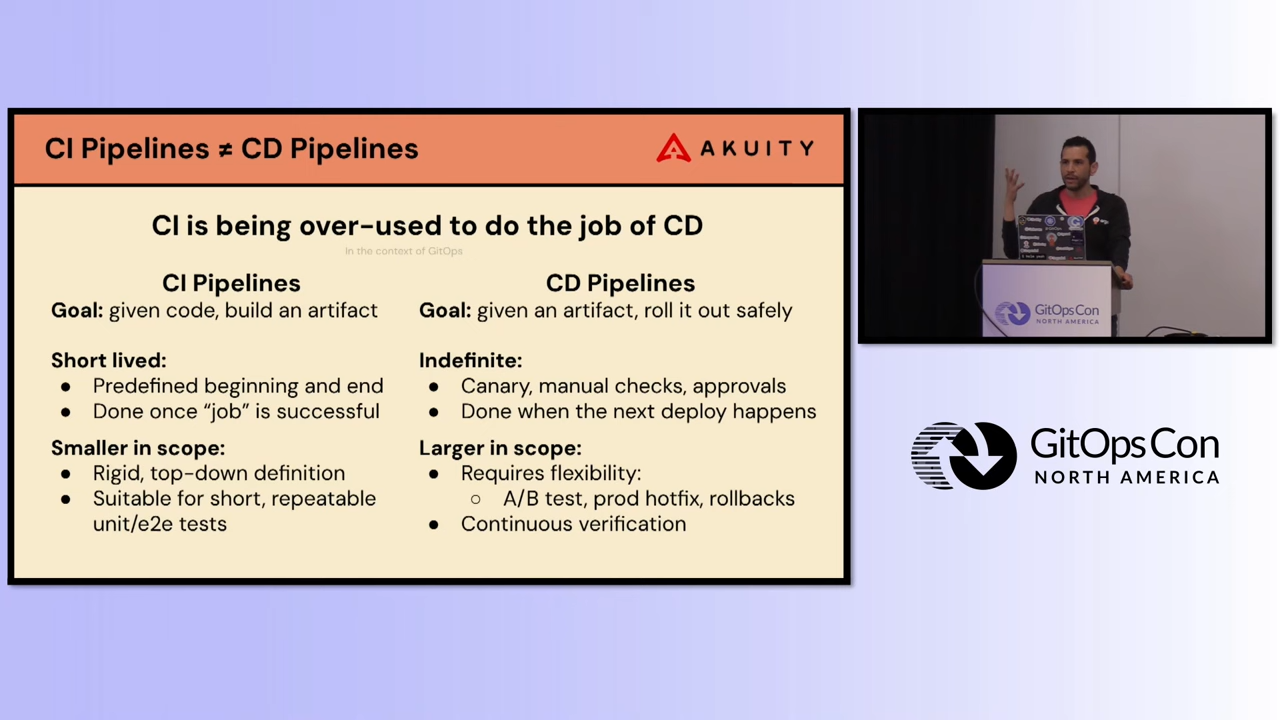 CI Pipelines ≠ CD Pipelines
AKUITY
CI is being over-used to do the job of CD
In the context of GitOps
CI Pipelines
Goal: given code, build an artifact
Short lived:
● Predefined beginning and end
● Done once “job” is successful
Smaller in scope:
● Rigid, top-down definition
● Suitable for short, repeatable
unit/e2e tests
CD Pipelines
Goal: given an artifact, roll it out safely
Indefinite:
● Canary, manual checks, approvals
● Done when the next deploy happens
Larger in scope:
● Requires flexibility:
○ A/B test, prod hotfix, rollbacks
● Continuous verification
GitOpsCon
NORTH AMERICA
GitOpsCon
NORTH AMERICA